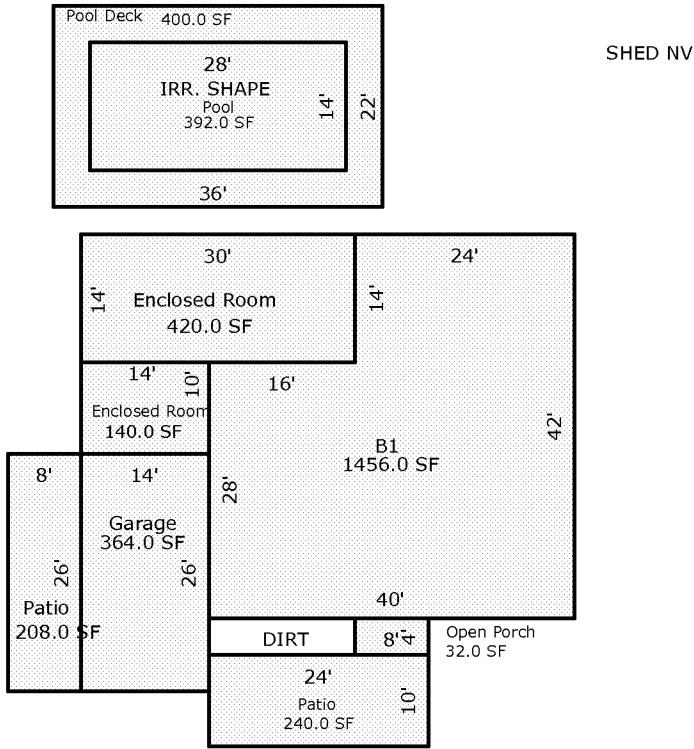 Pool Deck 400.0 SF
SHED NV
28'
IRR. SHAPE
Pool
392.0 SF
14'
22'
36'
30'
24'
14'
Enclosed Room
420.0 SF
14'
14'
10'
16'
Enclosed Room
140.0 SF
42'
B1
1456.0 SF
8'
14'
28'
Garage
364.0 SF
26'
26'
Patio
208.0 SF
40'
DIRT
8'
4'
Open Porch
32.0 SF
24'
Patio
240.0 SF
10'